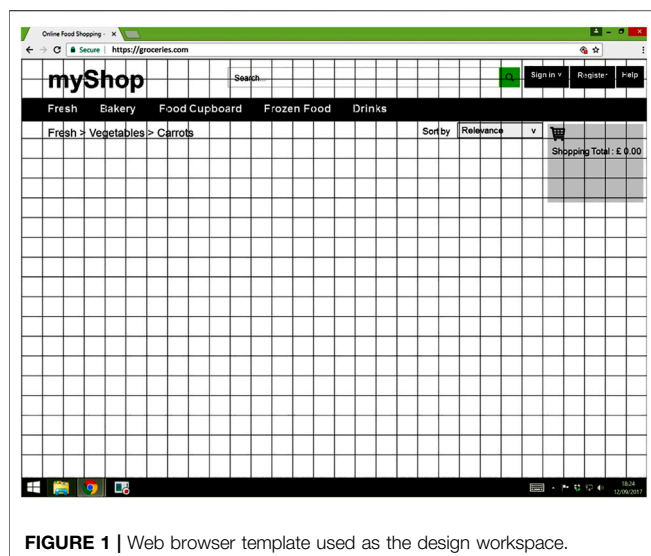 Online Food Shopping -
Secure https://groceries.com
myShop
Search...
Sign in v
Register
Help
Fresh Bakery Food Cupboard Frozen Food Drinks
Fresh > Vegetables > Carrots
Sort by Relevance v
Shopping Total : £ 0.00
18:24
12/09/2017
FIGURE 1 | Web browser template used as the design workspace.